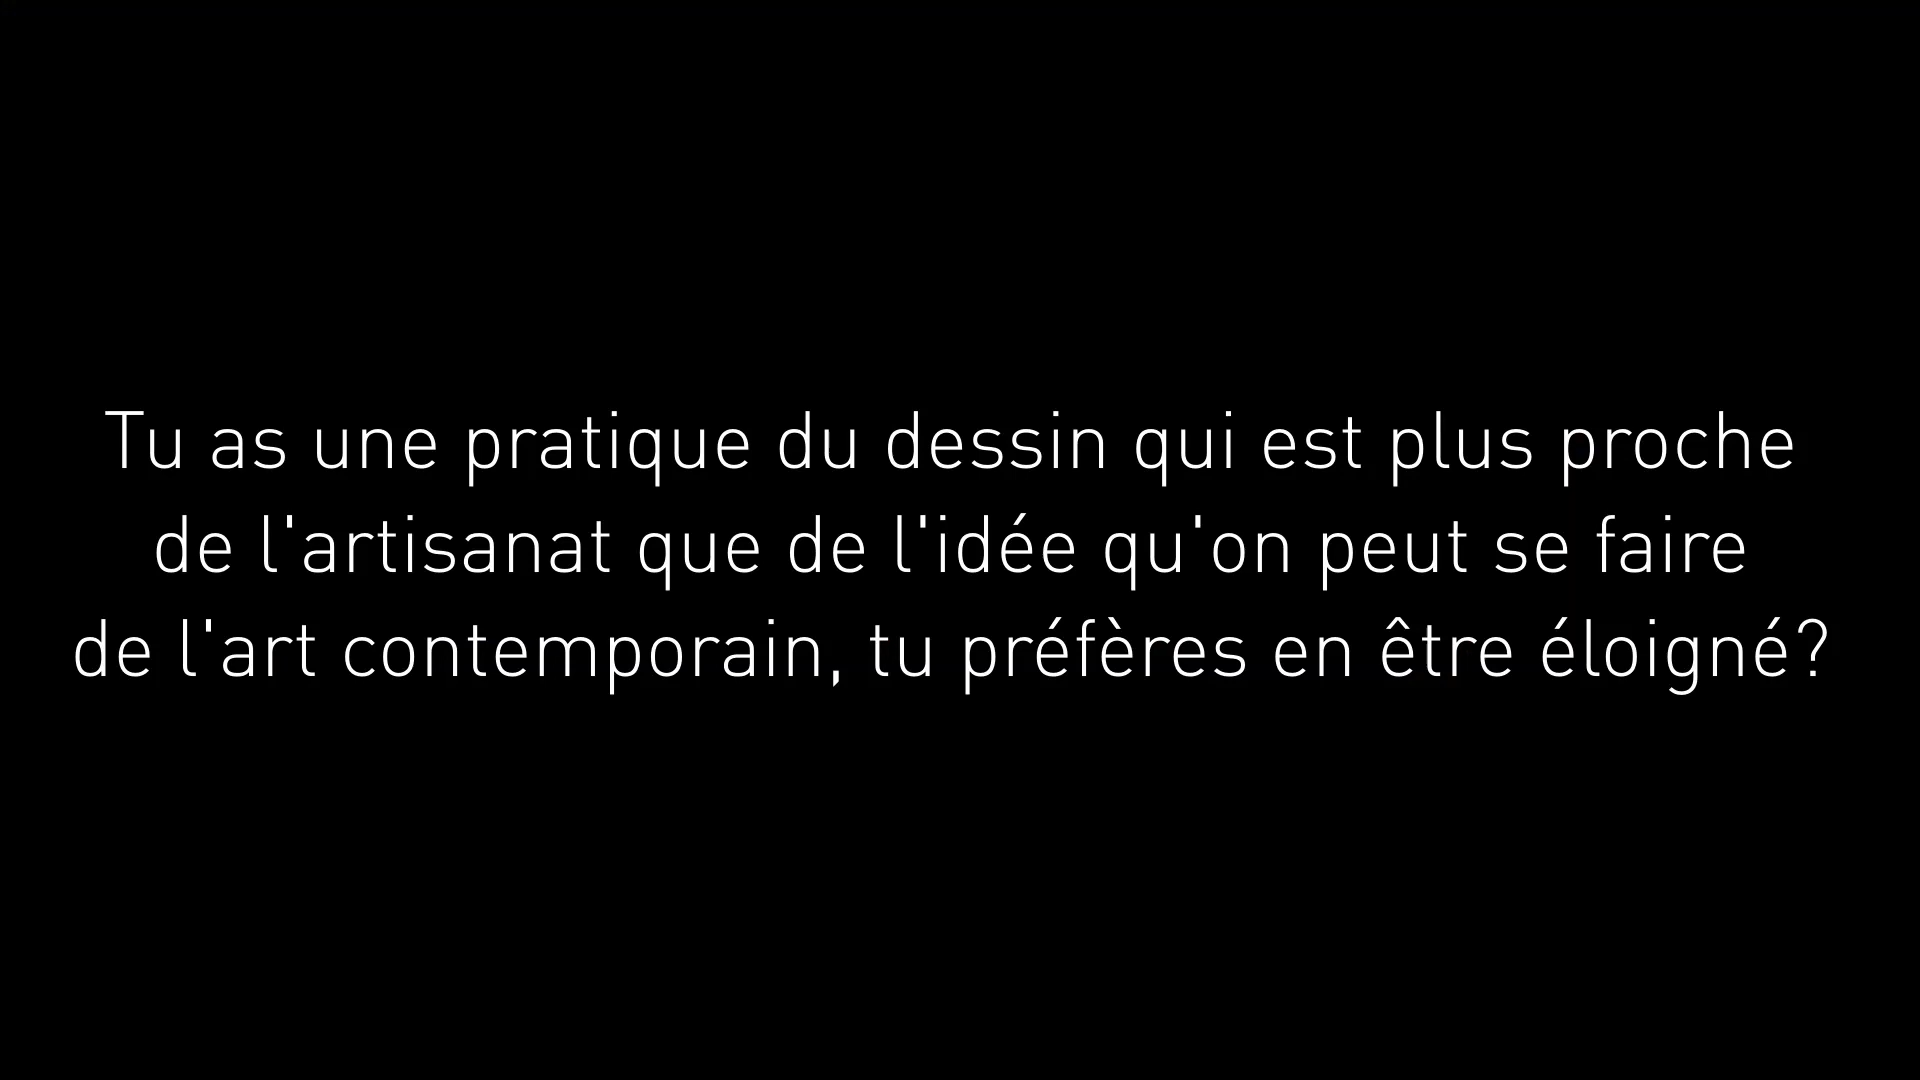 Tu as une pratique du dessin qui est plus proche
de l'artisanat que de l'idée qu'on peut se faire
de l'art contemporain, tu préfères en être éloigné?